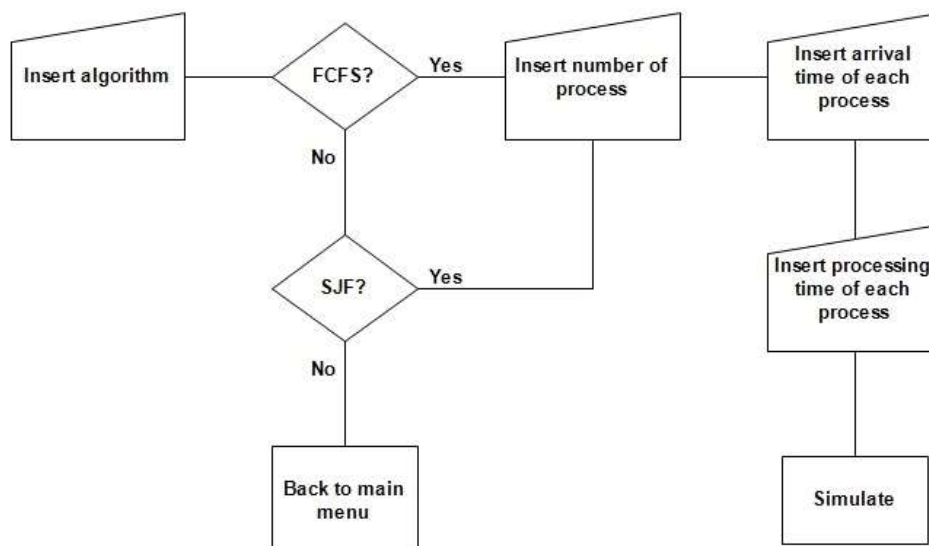 Insert algorithm
FCFS?
Yes
Insert number of
process
Insert arrival
time of each
process
No
SJF?
Yes
Insert processing
time of each
process
No
Back to main
menu
Simulate